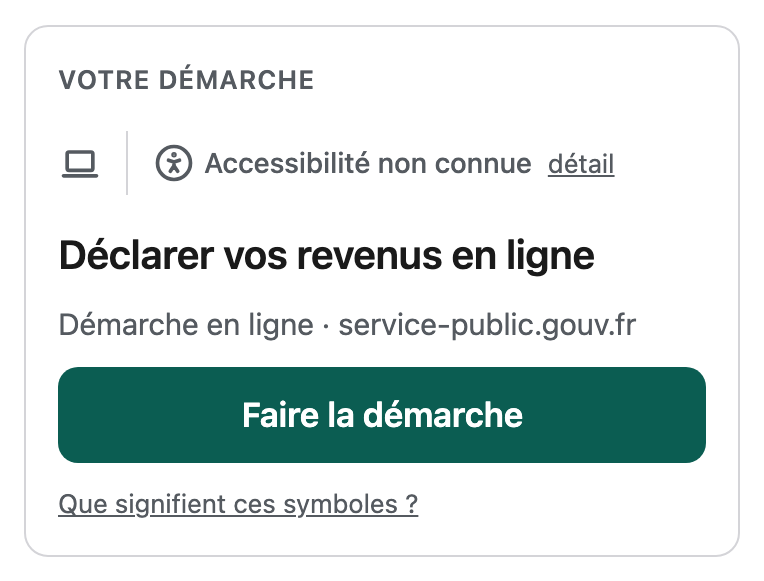 VOTRE DÉMARCHE
Accessibilité non connue détail
Déclarer vos revenus en ligne
Démarche en ligne · service-public.gouv.fr
Faire la démarche
Que signifient ces symboles ?